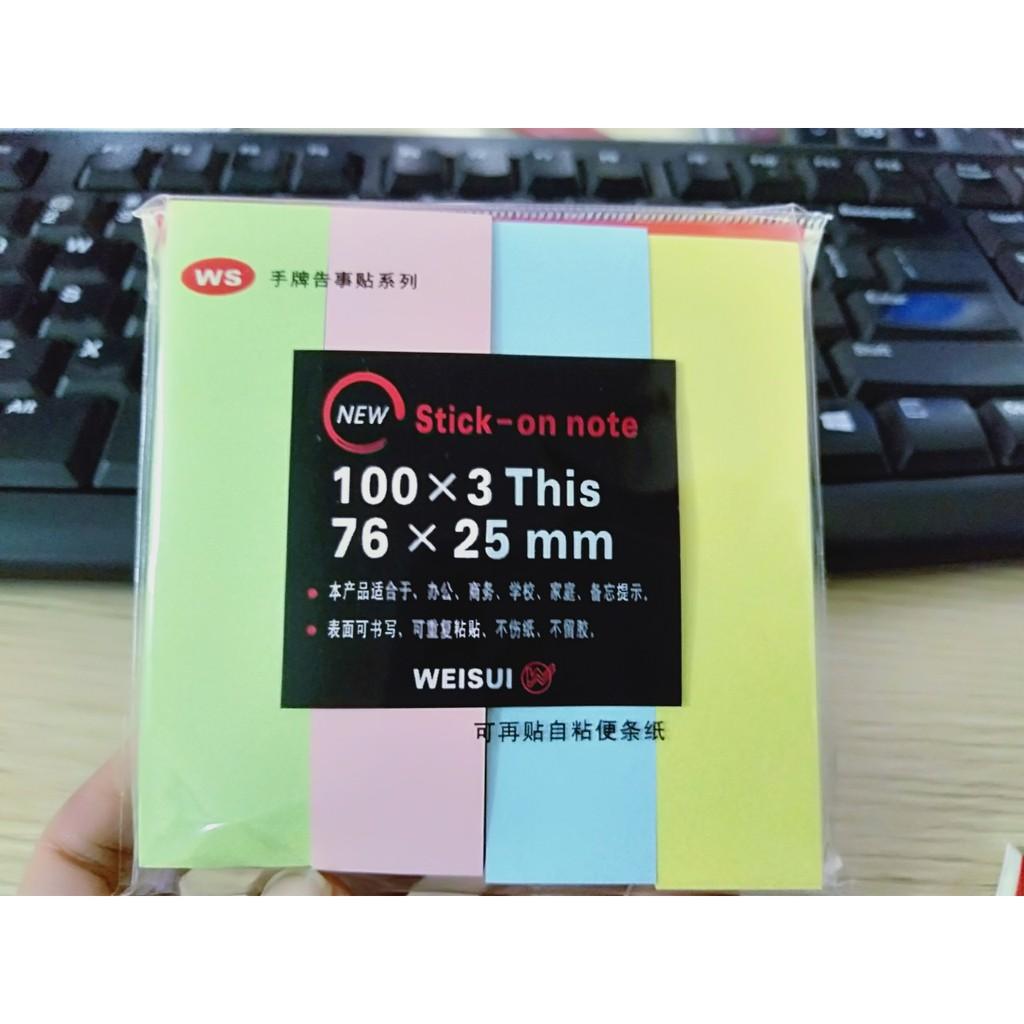 WS 手牌告事贴系列
NEW Stick-on note
100×3 This
76×25 mm
本产品适合于、办公、商务、学校、家庭、备忘提示。
表面可书写、可重复粘贴、不伤纸、不留胶。
WEISUI
可再贴自粘便条纸
W
S
Z
X
Alt